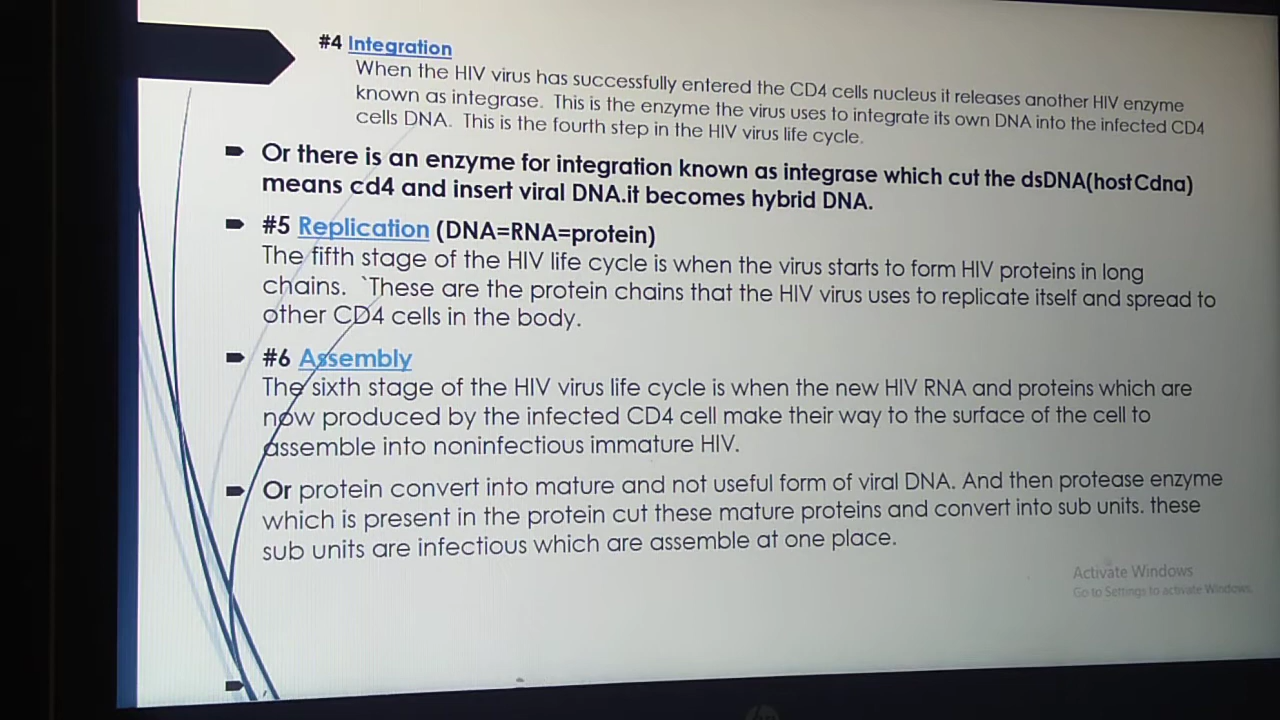 #4 Integration
When the HIV virus has successfully entered the CD4 cells nucleus it releases another HIV enzyme
known as integrase. This is the enzyme the virus uses to integrate its own DNA into the infected CD4
cells DNA. This is the fourth step in the HIV virus life cycle.
Or there is an enzyme for integration known as integrase which cut the dsDNA(hostCdna)
means cd4 and insert viral DNA.it becomes hybrid DNA.
#5 Replication (DNA=RNA=protein)
The fifth stage of the HIV life cycle is when the virus starts to form HIV proteins in long
chains. `These are the protein chains that the HIV virus uses to replicate itself and spread to
other CD4 cells in the body.
#6 Assembly
The sixth stage of the HIV virus life cycle is when the new HIV RNA and proteins which are
now produced by the infected CD4 cell make their way to the surface of the cell to
assemble into noninfectious immature HIV.
Or protein convert into mature and not useful form of viral DNA. And then protease enzyme
which is present in the protein cut these mature proteins and convert into sub units. these
sub units are infectious which are assemble at one place.
Activate Windows
Go to Settings to activate Windows.
hp